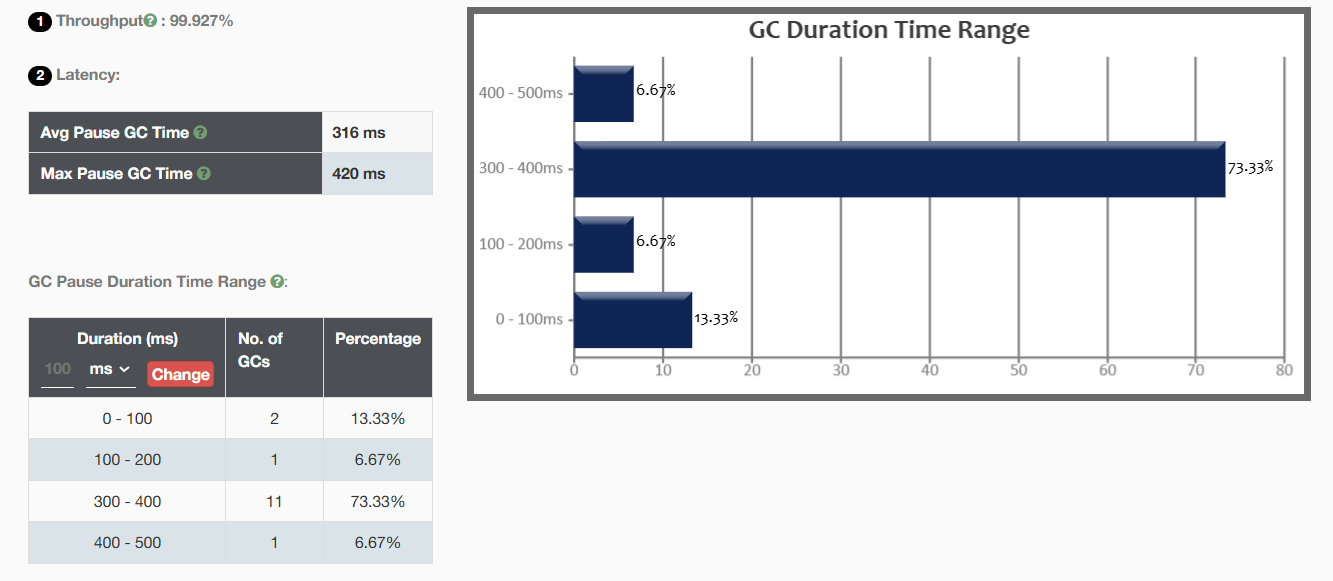 1 Throughput? : 99.927%
2 Latency:
Avg Pause GC Time ? 316 ms
Max Pause GC Time ? 420 ms
GC Pause Duration Time Range ?:
Duration (ms) No. of GCs Percentage
100 ms Change
0 - 100 2 13.33%
100 - 200 1 6.67%
300 - 400 11 73.33%
400 - 500 1 6.67%
GC Duration Time Range
400 - 500ms 6.67%
300 - 400ms 73.33%
100 - 200ms 6.67%
0 - 100ms 13.33%
0 10 20 30 40 50 60 70 80